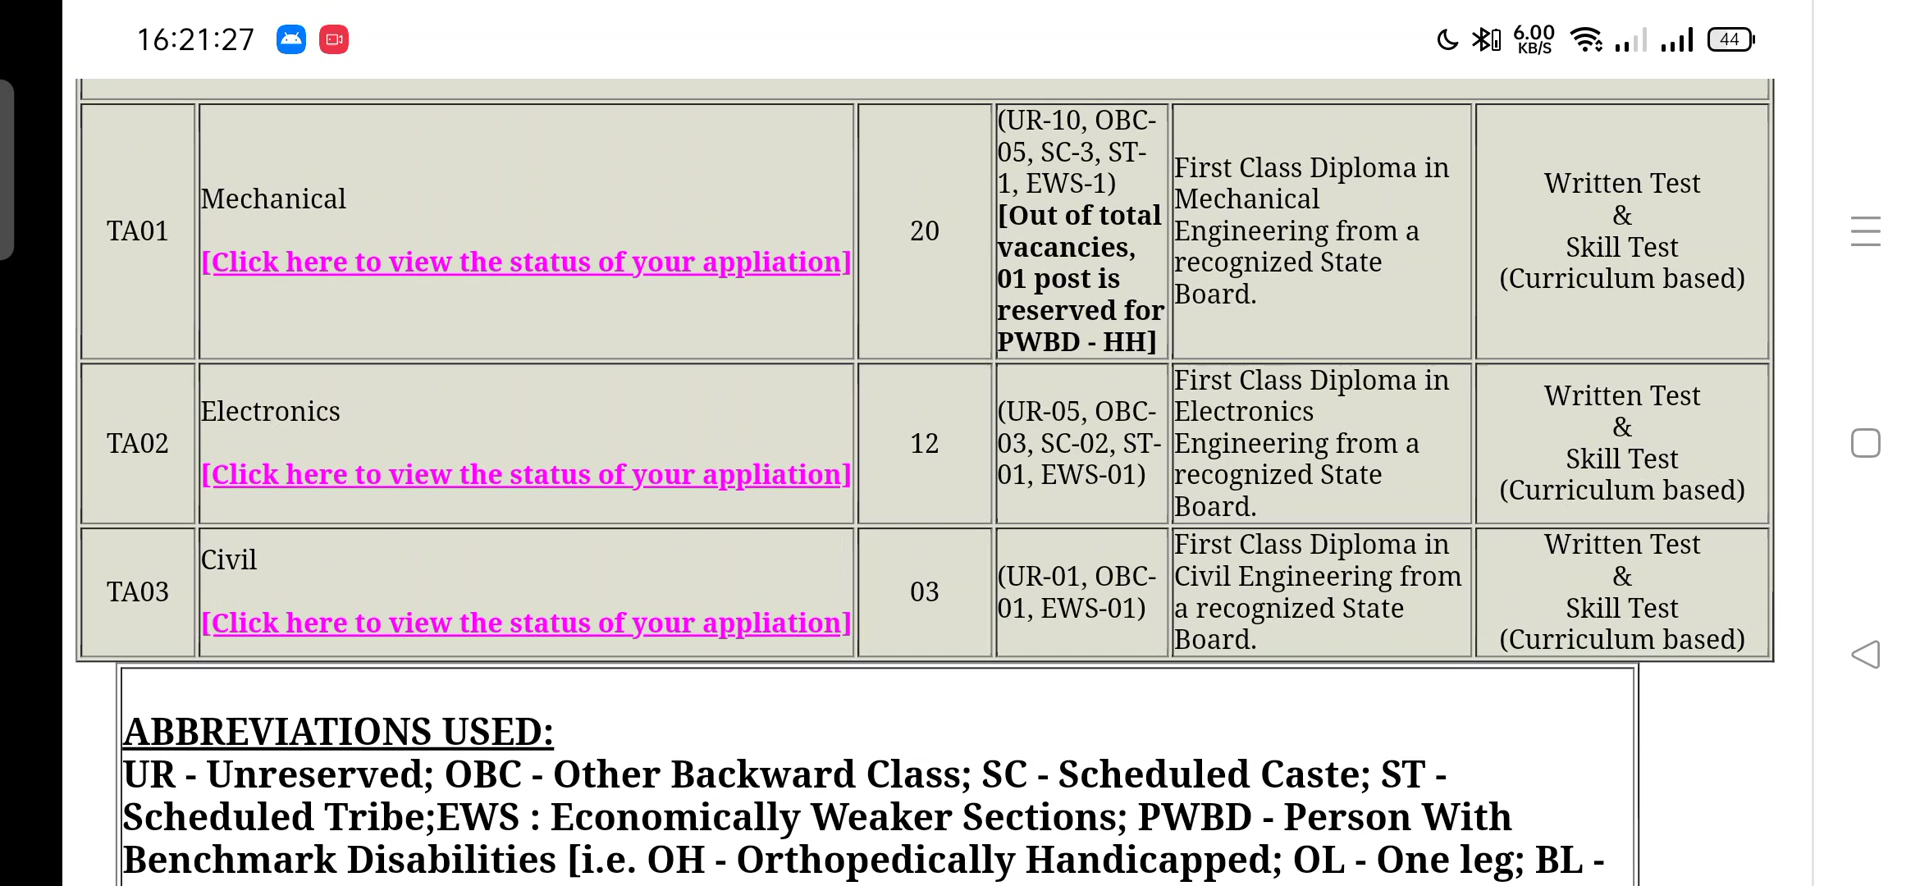 16:21:27
6.00
KB/S
44
TA01
Mechanical
[Click here to view the status of your appliation]
20
(UR-10, OBC-
05, SC-3, ST-
1, EWS-1)
[Out of total
vacancies,
01 post is
reserved for
PWBD - HH]
First Class Diploma in
Mechanical
Engineering from a
recognized State
Board.
Written Test
&
Skill Test
(Curriculum based)
TA02
Electronics
[Click here to view the status of your appliation]
12
(UR-05, OBC-
03, SC-02, ST-
01, EWS-01)
First Class Diploma in
Electronics
Engineering from a
recognized State
Board.
Written Test
&
Skill Test
(Curriculum based)
TA03
Civil
[Click here to view the status of your appliation]
03
(UR-01, OBC-
01, EWS-01)
First Class Diploma in
Civil Engineering from
a recognized State
Board.
Written Test
&
Skill Test
(Curriculum based)
ABBREVIATIONS USED:
UR - Unreserved; OBC - Other Backward Class; SC - Scheduled Caste; ST -
Scheduled Tribe;EWS : Economically Weaker Sections; PWBD - Person With
Benchmark Disabilities [i.e. OH - Orthopedically Handicapped; OL - One leg; BL -